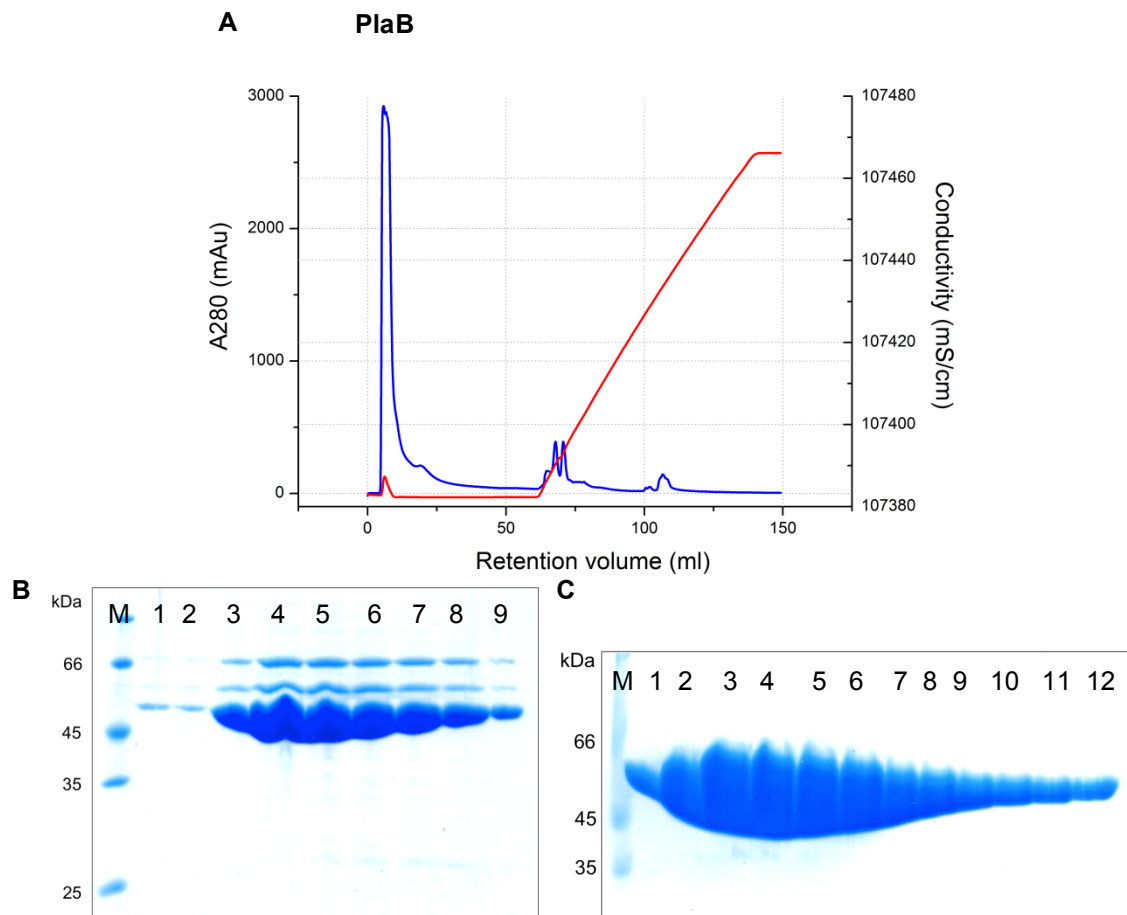 A PlaB
3000 107480
107460
2000
107440
107420
1000
107400
0
107380
0 50 100 150
A280 (mAu)
Conductivity (mS/cm)
Retention volume (ml)
B kDa M 1 2 3 4 5 6 7 8 9
66
45
35
25
C
kDa M 1 2 3 4 5 6 7 8 9 10 11 12
66
45
35